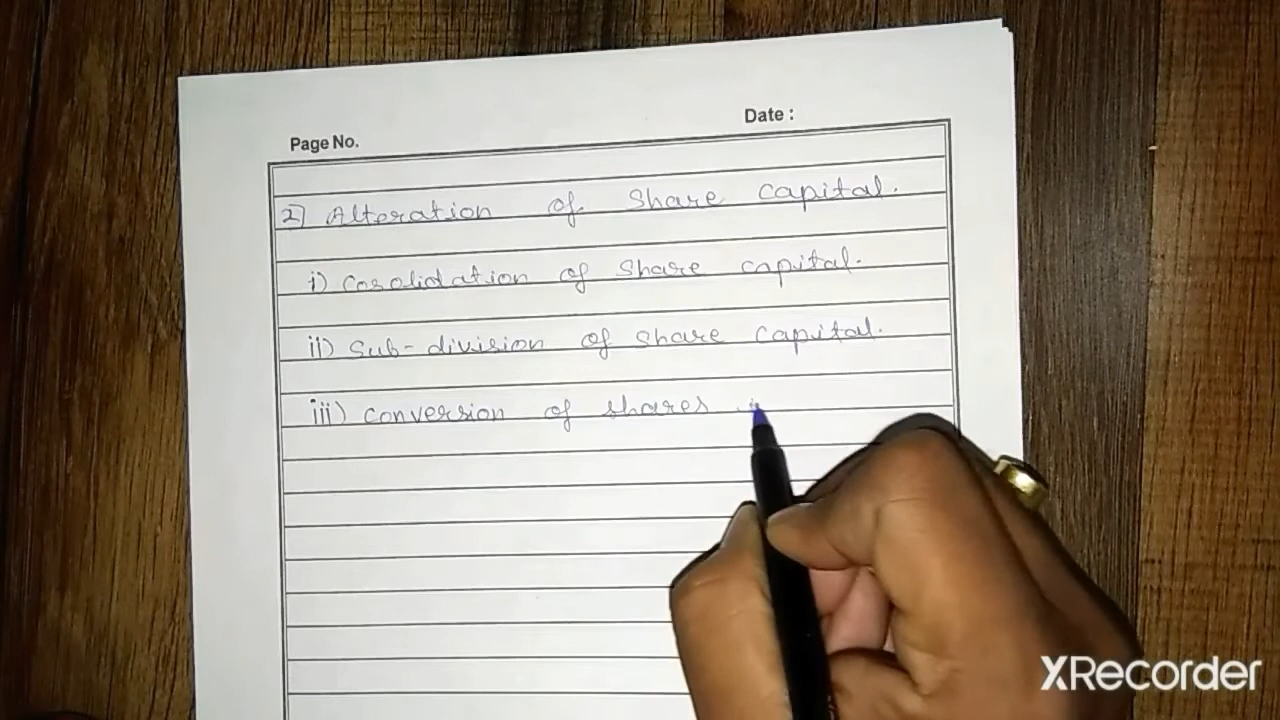 Page No.
Date :
2) Alteration of Share capital.
i) Cosolidation of share capital.
ii) Sub-division of share capital.
iii) Conversion of shares
XRecorder